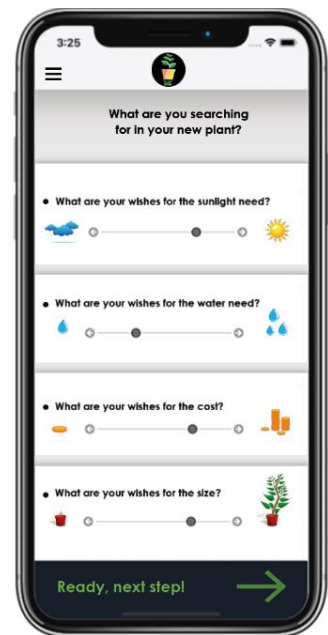 3:25
What are you searching
for in your new plant?
• What are your wishes for the sunlight need?
• What are your wishes for the water need?
• What are your wishes for the cost?
• What are your wishes for the size?
Ready, next step!